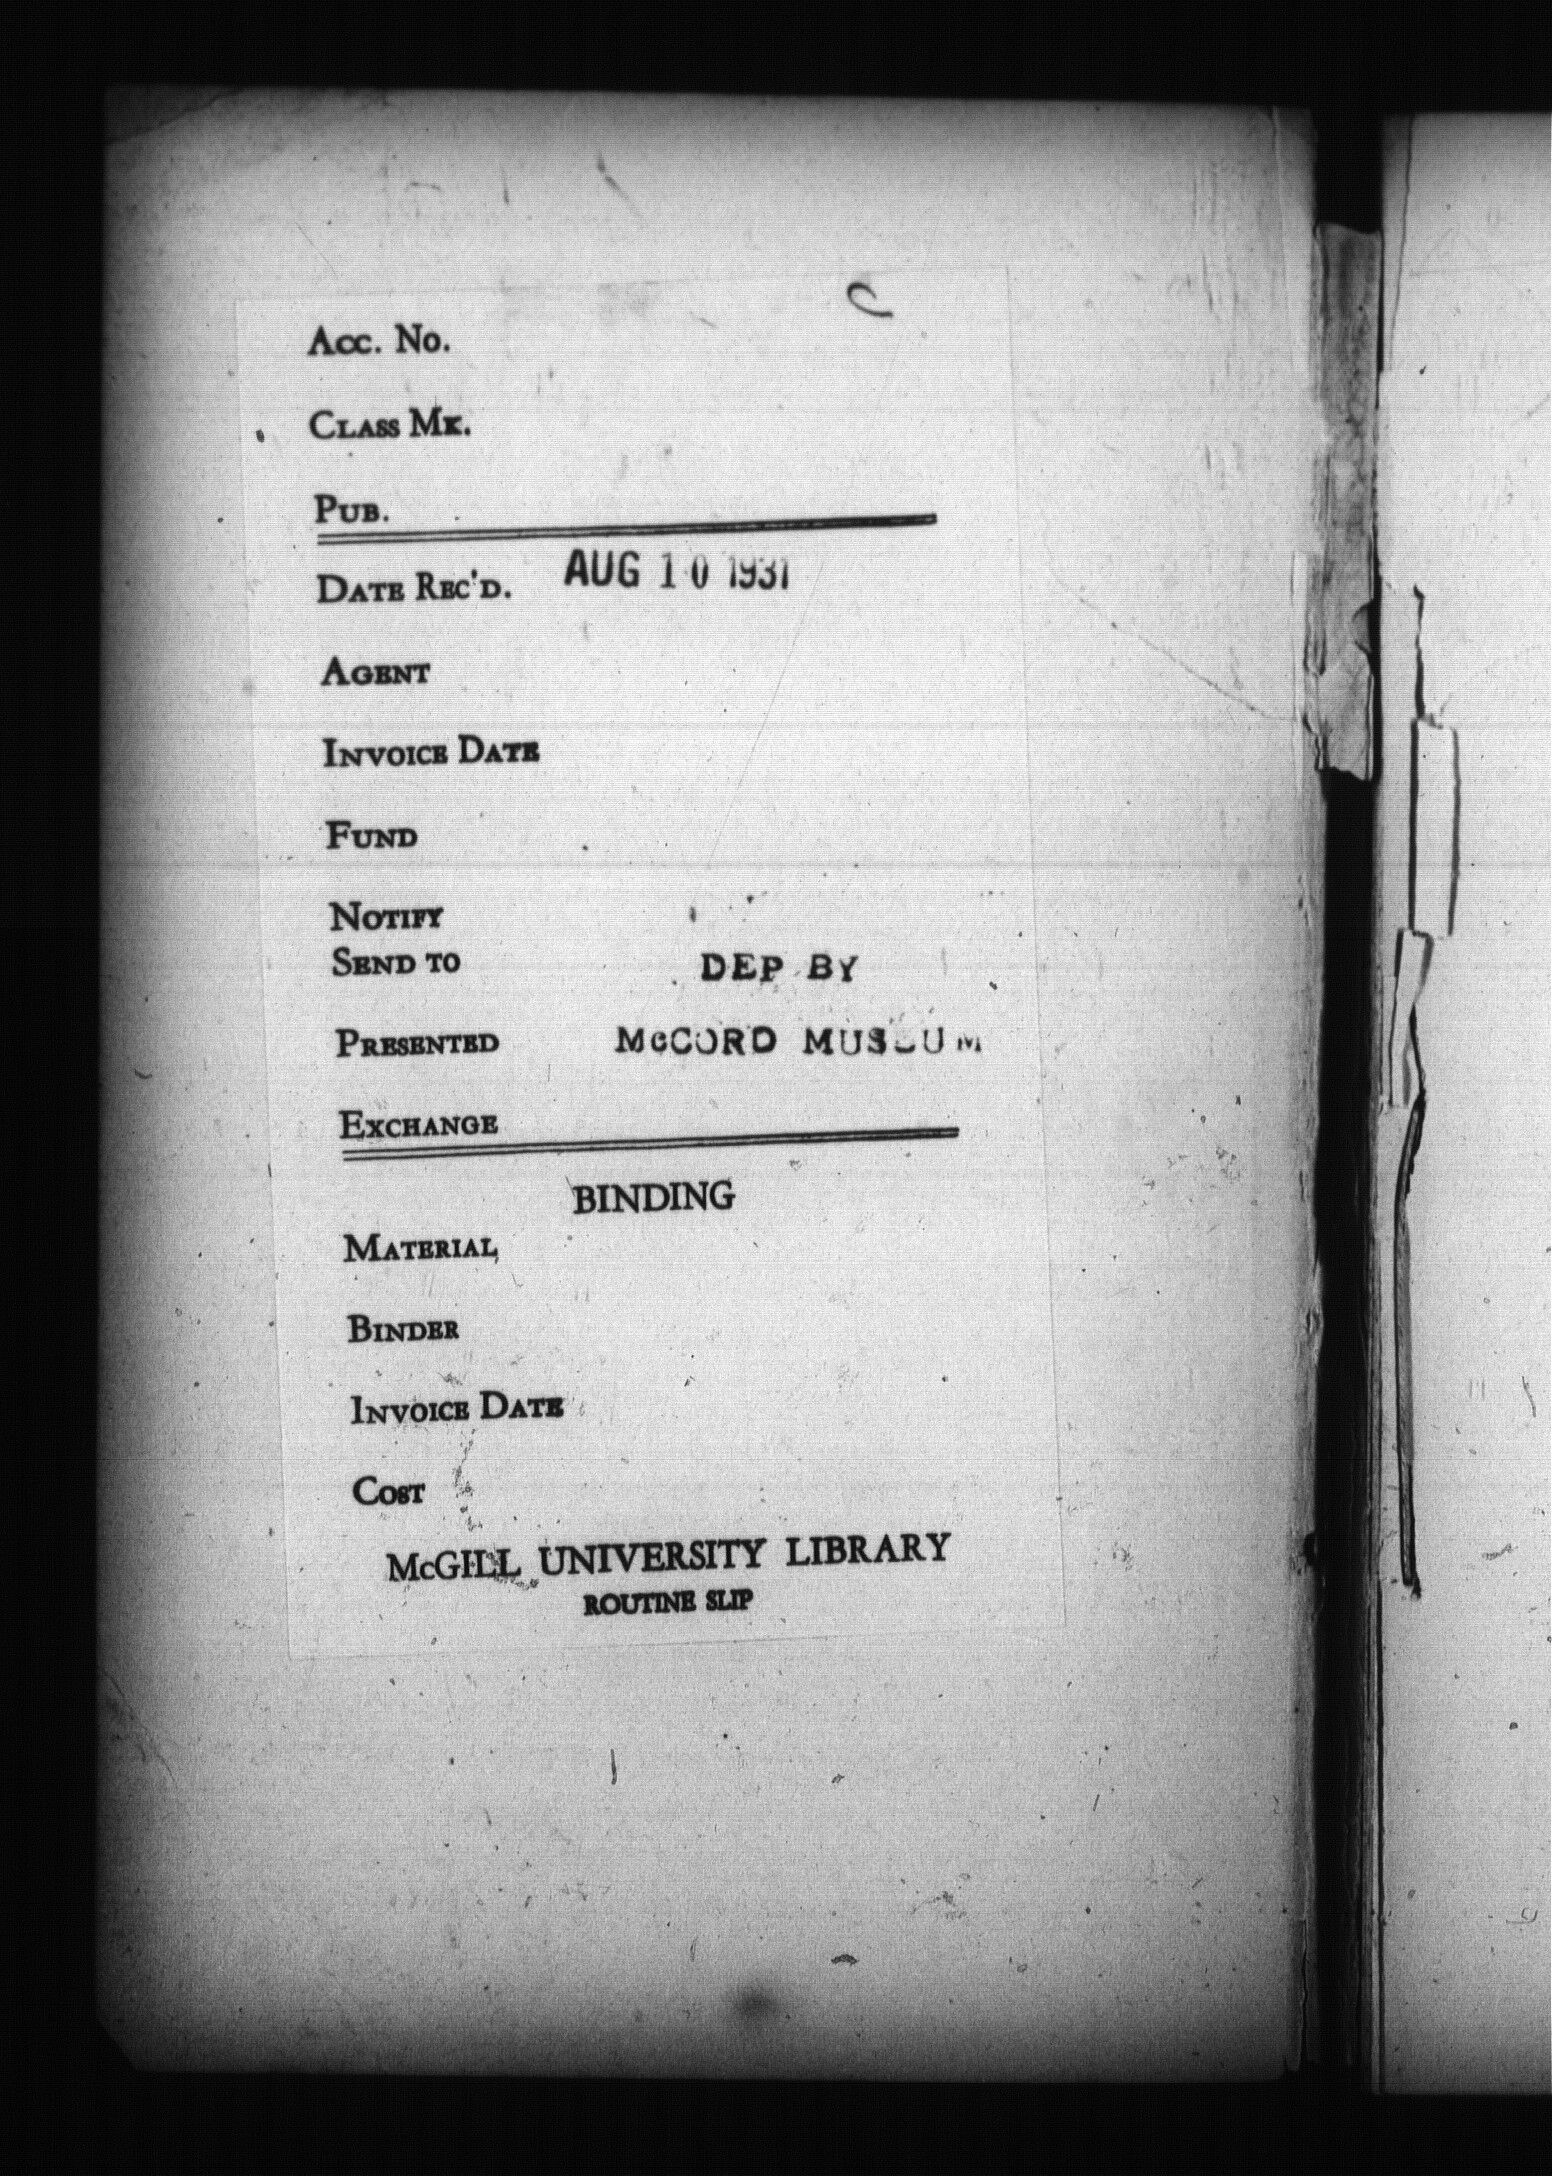 Acc. No.
Class Mk.
Pub.
Date Rec'd. AUG 10 1931
Agent
Invoice Date
Fund
Notify
Send to DEP BY
Presented McCORD MUSEUM
Exchange
BINDING
Material
Binder
Invoice Date
Cost
McGILL UNIVERSITY LIBRARY
ROUTINE SLIP